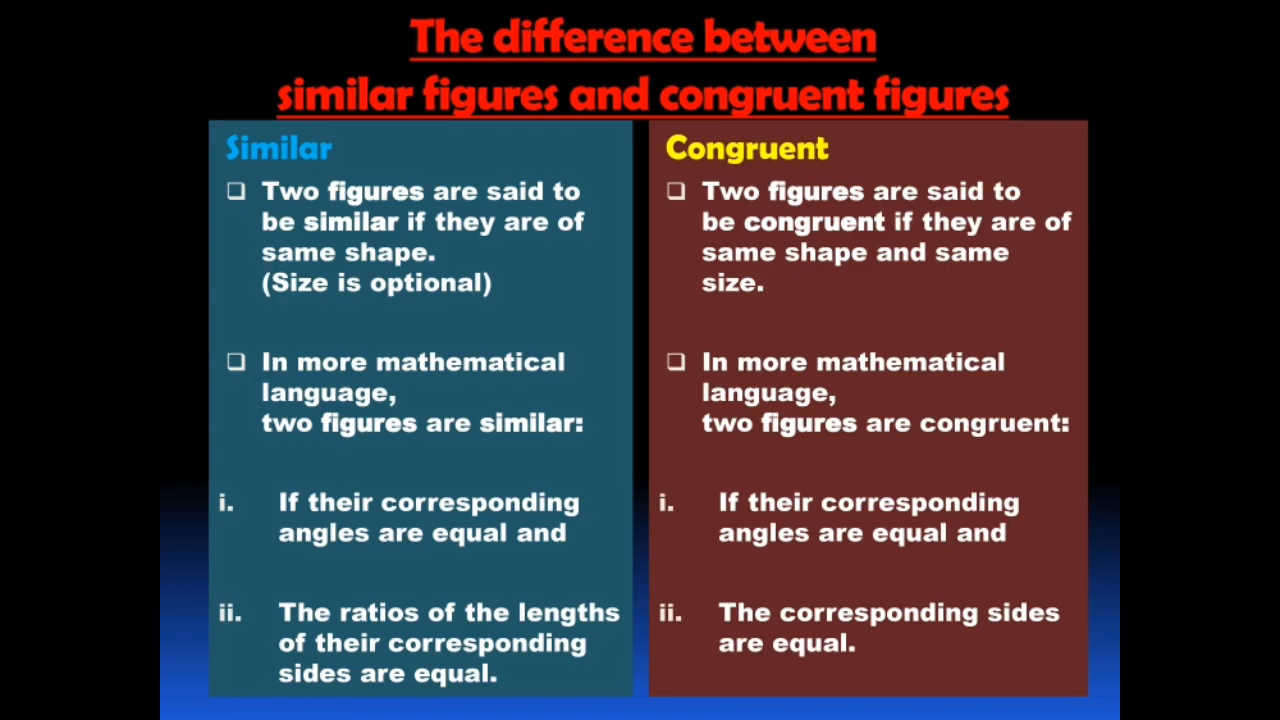 The difference between
similar figures and congruent figures
Similar
❑ Two figures are said to
be similar if they are of
same shape.
(Size is optional)
❑ In more mathematical
language,
two figures are similar:
i. If their corresponding
angles are equal and
ii. The ratios of the lengths
of their corresponding
sides are equal.
Congruent
❑ Two figures are said to
be congruent if they are of
same shape and same
size.
❑ In more mathematical
language,
two figures are congruent:
i. If their corresponding
angles are equal and
ii. The corresponding sides
are equal.